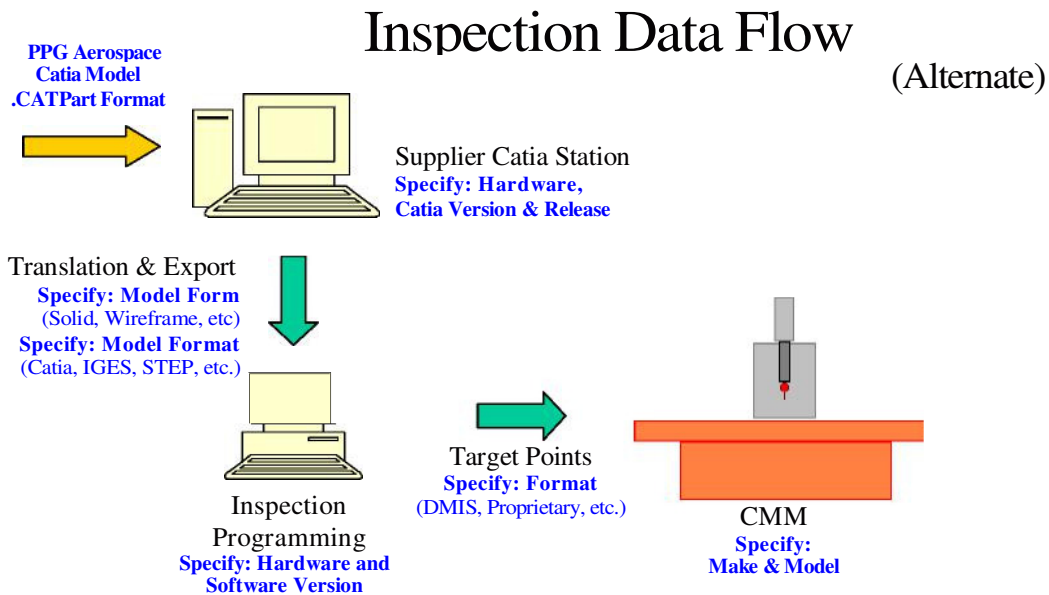 Inspection Data Flow
(Alternate)
PPG Aerospace
Catia Model
.CATPart Format
Supplier Catia Station
Specify: Hardware,
Catia Version & Release
Translation & Export
Specify: Model Form
(Solid, Wireframe, etc)
Specify: Model Format
(Catia, IGES, STEP, etc.)
Inspection
Programming
Specify: Hardware and
Software Version
Target Points
Specify: Format
(DMIS, Proprietary, etc.)
CMM
Specify:
Make & Model